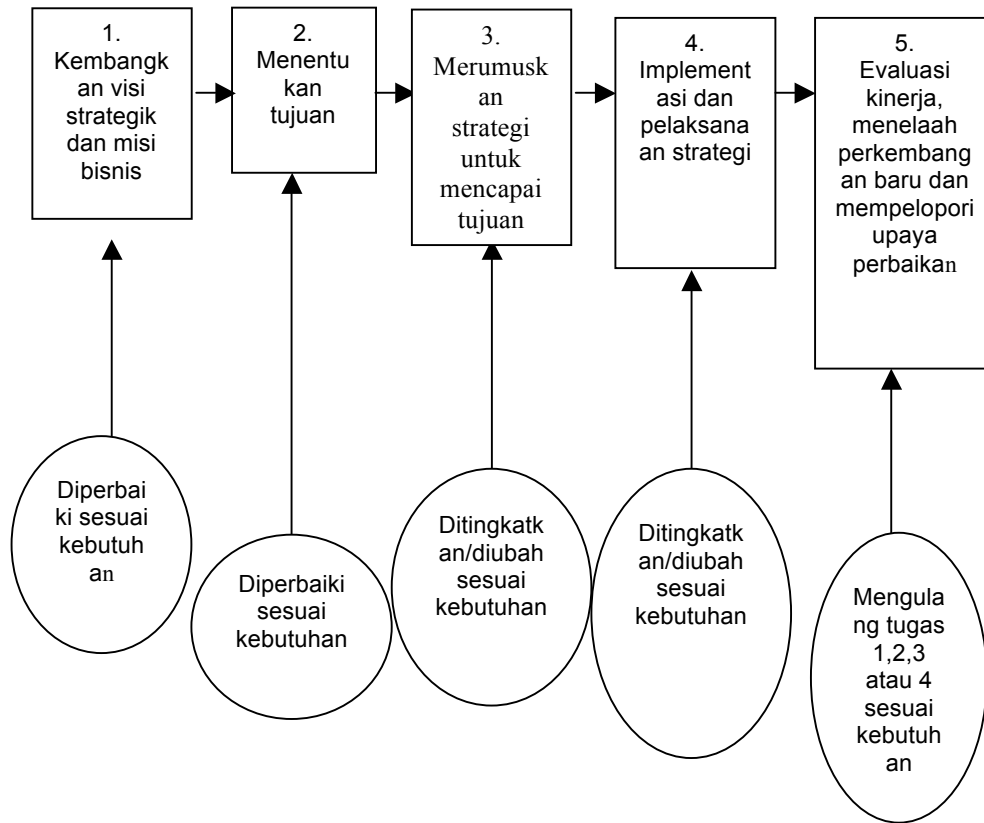 1.
Kembangk
an visi
strategik
dan misi
bisnis
2.
Menentu
kan
tujuan
3.
Merumusk
an
strategi
untuk
mencapai
tujuan
4.
Implement
asi dan
pelaksana
an strategi
5.
Evaluasi
kinerja,
menelaah
perkembang
an baru dan
mempelopori
upaya
perbaikan
Diperbai
ki sesuai
kebutuh
an
Diperbaiki
sesuai
kebutuhan
Ditingkatk
an/diubah
sesuai
kebutuhan
Ditingkatk
an/diubah
sesuai
kebutuhan
Mengula
ng tugas
1,2,3
atau 4
sesuai
kebutuh
an